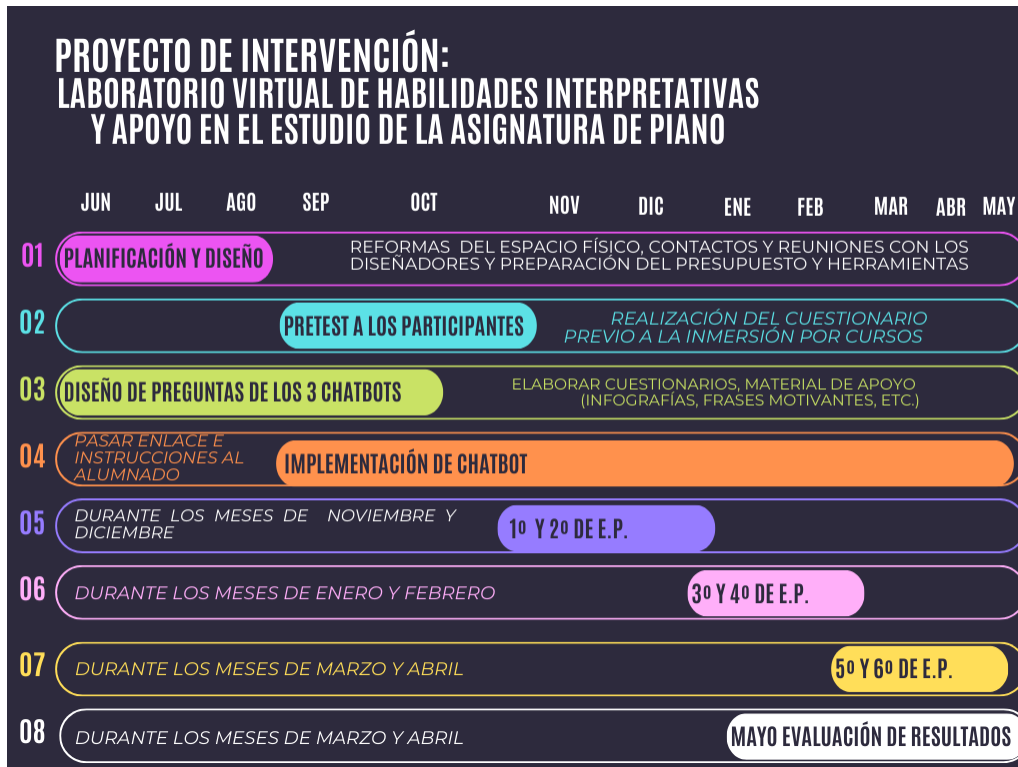 PROYECTO DE INTERVENCIÓN:
LABORATORIO VIRTUAL DE HABILIDADES INTERPRETATIVAS
Y APOYO EN EL ESTUDIO DE LA ASIGNATURA DE PIANO
JUN JUL AGO SEP OCT NOV DIC ENE FEB MAR ABR MAY
01
PLANIFICACIÓN Y DISEÑO
REFORMAS DEL ESPACIO FÍSICO, CONTACTOS Y REUNIONES CON LOS
DISEÑADORES Y PREPARACIÓN DEL PRESUPUESTO Y HERRAMIENTAS
02
PRETEST A LOS PARTICIPANTES
REALIZACIÓN DEL CUESTIONARIO
PREVIO A LA INMERSIÓN POR CURSOS
03
DISEÑO DE PREGUNTAS DE LOS 3 CHATBOTS
ELABORAR CUESTIONARIOS, MATERIAL DE APOYO
(INFOGRAFÍAS, FRASES MOTIVANTES, ETC.)
04
PASAR ENLACE E
INSTRUCCIONES AL
ALUMNADO
IMPLEMENTACIÓN DE CHATBOT
05
DURANTE LOS MESES DE NOVIEMBRE Y
DICIEMBRE
1º Y 2º DE E.P.
06
DURANTE LOS MESES DE ENERO Y FEBRERO
3º Y 4º DE E.P.
07
DURANTE LOS MESES DE MARZO Y ABRIL
5º Y 6º DE E.P.
08
DURANTE LOS MESES DE MARZO Y ABRIL
MAYO EVALUACIÓN DE RESULTADOS